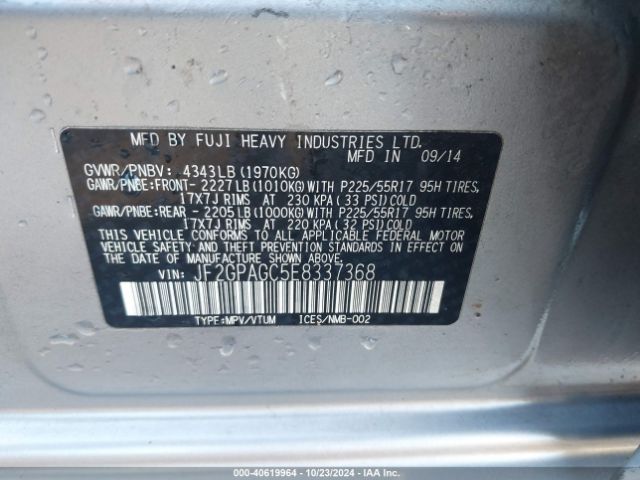 MFD BY FUJI HEAVY INDUSTRIES LTD.
MFD IN 09/14
GVWR/PNBV: 4343LB (1970KG)
GAWR/PNBE:FRONT- 2227LB (1010KG) WITH P225/55R17 95H TIRES,
17X7J RIMS AT 230 KPA (33 PSI) COLD
GAWR/PNBE:REAR - 2205LB (1000KG) WITH P225/55R17 95H TIRES,
17X7J RIMS AT 220 KPA (32 PSI) COLD
THIS VEHICLE CONFORMS TO ALL APPLICABLE FEDERAL MOTOR
VEHICLE SAFETY AND THEFT PREVENTION STANDARDS IN EFFECT ON
THE DATE OF MANUFACTURE SHOWN ABOVE.
VIN: JF2GPAGC5E8337368
TYPE:MPV/VTUM ICES/NMB-002
000-40619964 - 10/23/2024 - IAAI.com